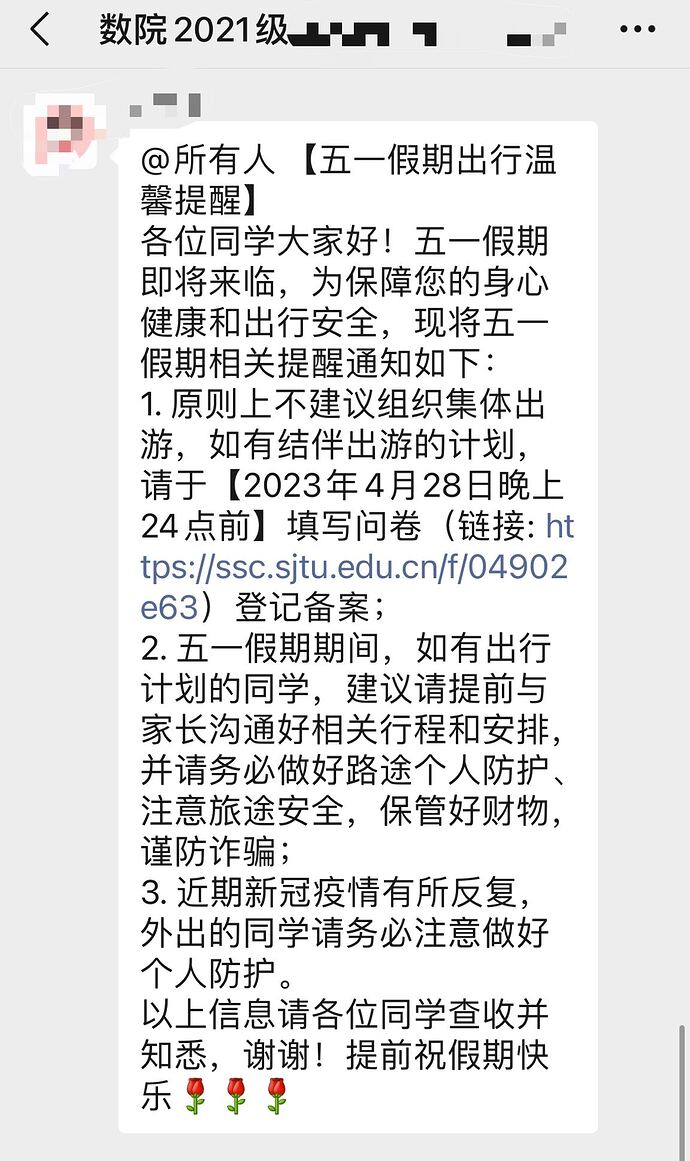 数院2021级
@所有人 【五一假期出行温
馨提醒】
各位同学大家好！五一假期
即将来临，为保障您的身心
健康和出行安全，现将五一
假期相关提醒通知如下：
1. 原则上不建议组织集体出
游，如有结伴出游的计划，
请于【2023年4月28日晚上
24点前】填写问卷（链接: ht
tps://ssc.sjtu.edu.cn/f/04902
e63）登记备案；
2. 五一假期期间，如有出行
计划的同学，建议请提前与
家长沟通好相关行程和安排，
并请务必做好路途个人防护、
注意旅途安全，保管好财物，
谨防诈骗；
3. 近期新冠疫情有所反复，
外出的同学请务必注意做好
个人防护。
以上信息请各位同学查收并
知悉，谢谢！提前祝假期快
乐🌹🌹🌹